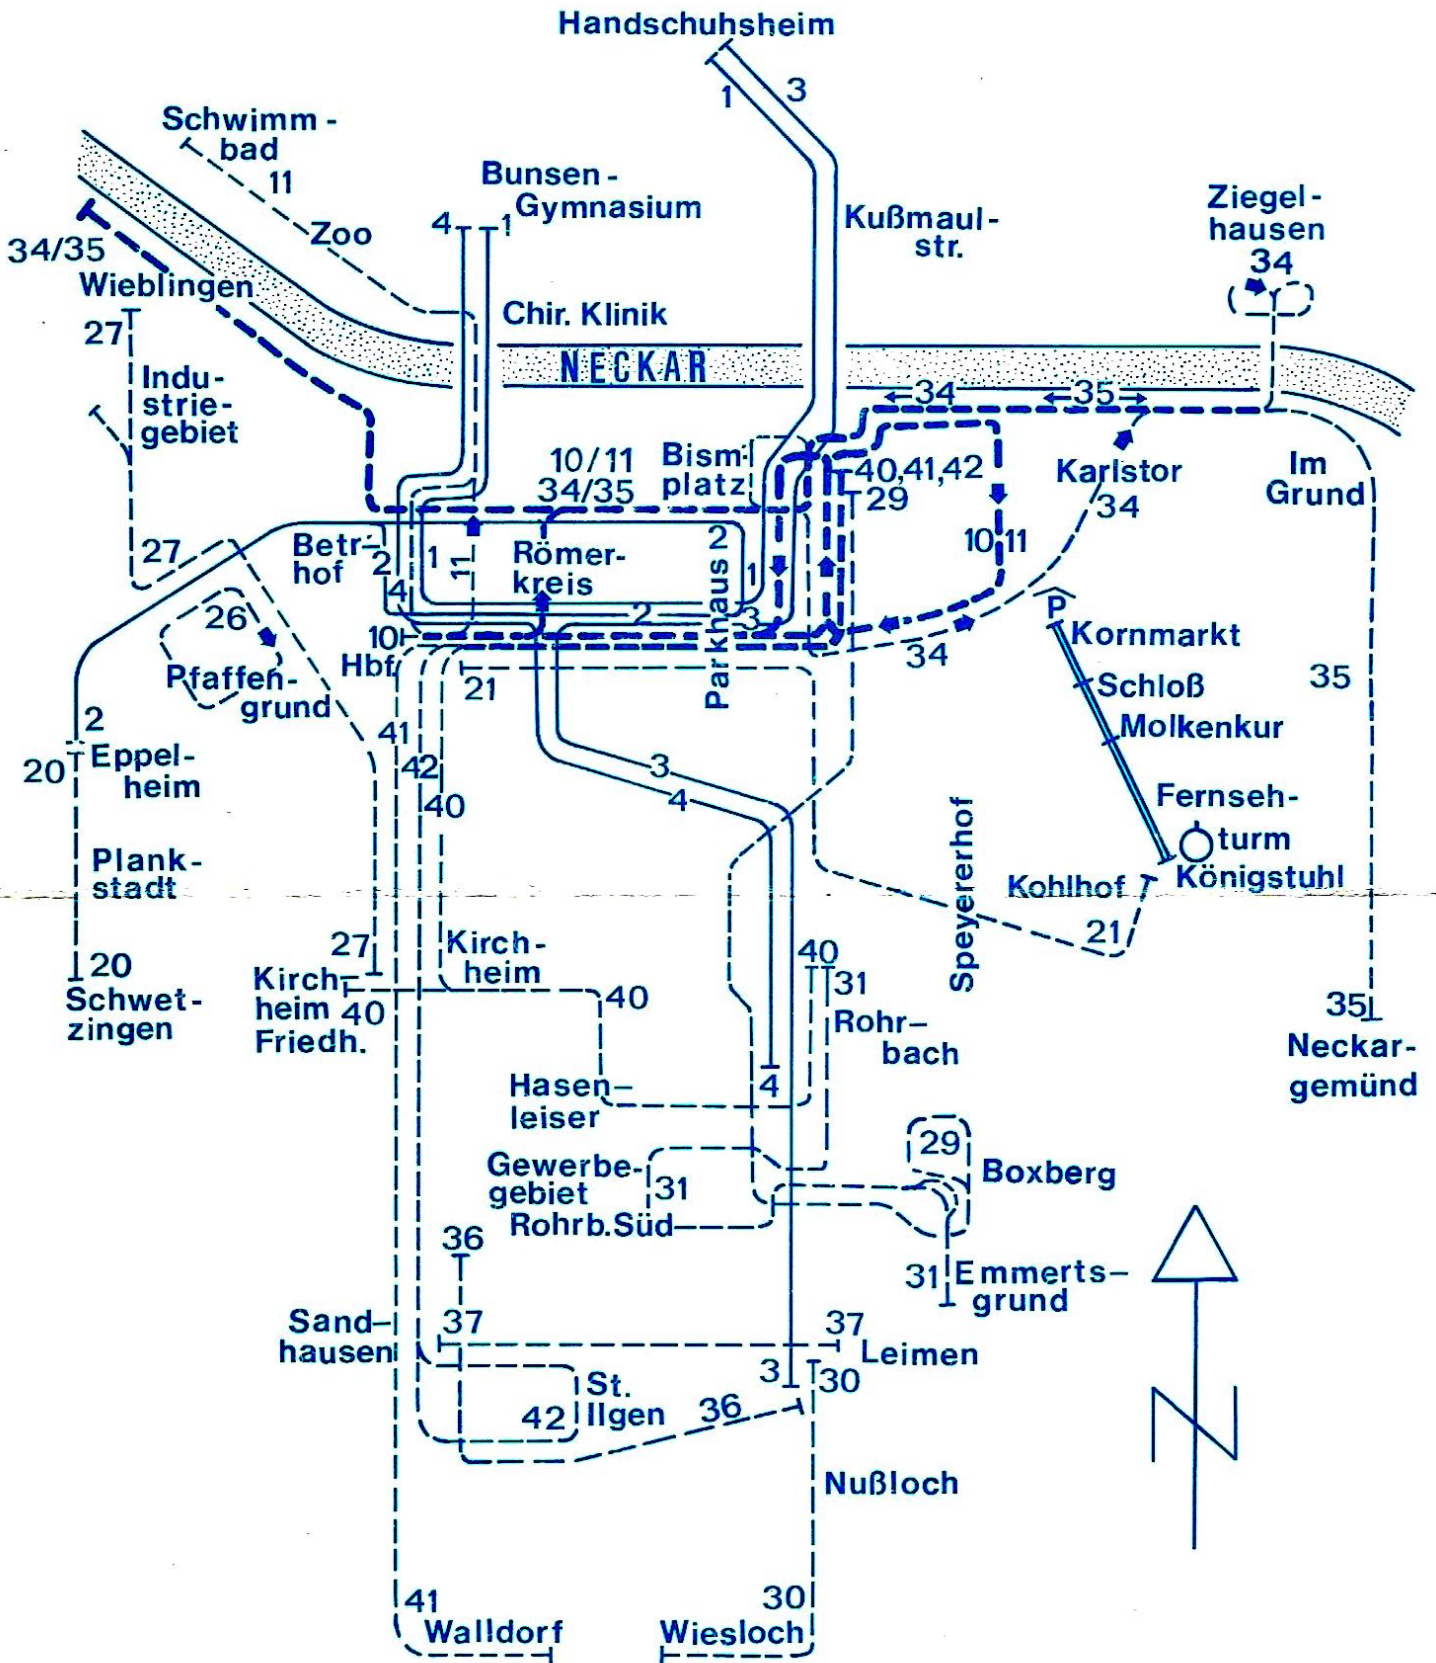 Handschuhsheim
1
3
Schwimm-
bad
11
Zoo
Bunsen-
Gymnasium
4
1
Kußmaul-
str.
Ziegel-
hausen
34
34/35
Wieblingen
27
Chir. Klinik
NECKAR
Indu-
strie-
gebiet
34
35
10/11
34/35
Bism.
platz
40,41,42
29
Karlstor
34
Im
Grund
27
Betr.-
hof
2
4
1
11
Römer-
kreis
2
Parkhaus
1
10
11
26
Pfaffen-
grund
10
Hbf.
2
3
34
21
P
Kornmarkt
Schloß
Molkenkur
35
2
20
Eppel-
heim
41
42
40
3
4
Fernseh-
turm
Königstuhl
Plank-
stadt
Kohlhof
Speyererhof
21
27
Kirch-
heim
20
Schwet-
zingen
Kirch-
heim
Friedh.
40
40
40
31
Rohr-
bach
35
Neckar-
gemünd
4
Hasen-
leiser
Gewerbe-
gebiet
Rohrb.Süd
31
29
Boxberg
36
31
Emmerts-
grund
Sand-
hausen
37
37
Leimen
3
30
St.
Ilgen
42
36
Nußloch
41
Walldorf
30
Wiesloch
N